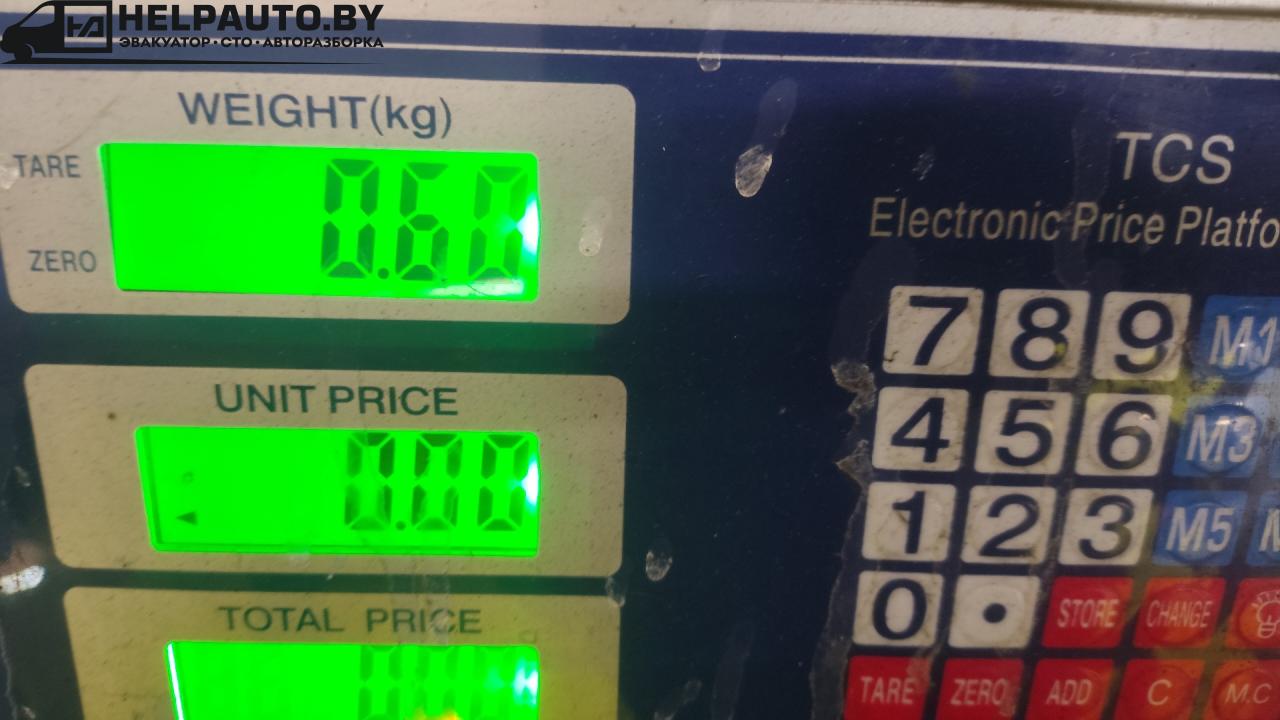 HELPAUTO.BY
ЭВАКУАТОР·СТО·АВТОРАЗБОРКА
WEIGHT(kg)
TARE
0.60
ZERO
TCS
Electronic Price Platfo
UNIT PRICE
0.00
TOTAL PRICE
7 8 9 M1
4 5 6 M3
1 2 3 M5 M
0 . STORE CHANGE
TARE ZERO ADD C M.C